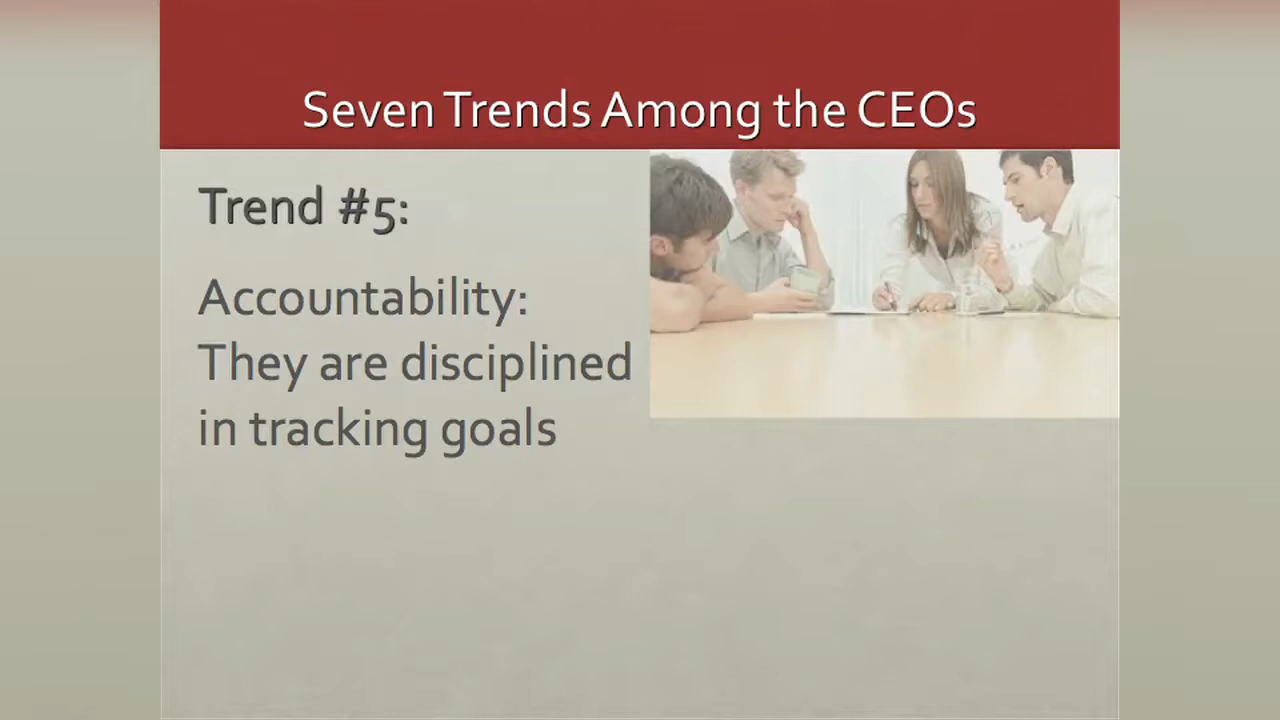 Seven Trends Among the CEOs
Trend #5:
Accountability:
They are disciplined
in tracking goals